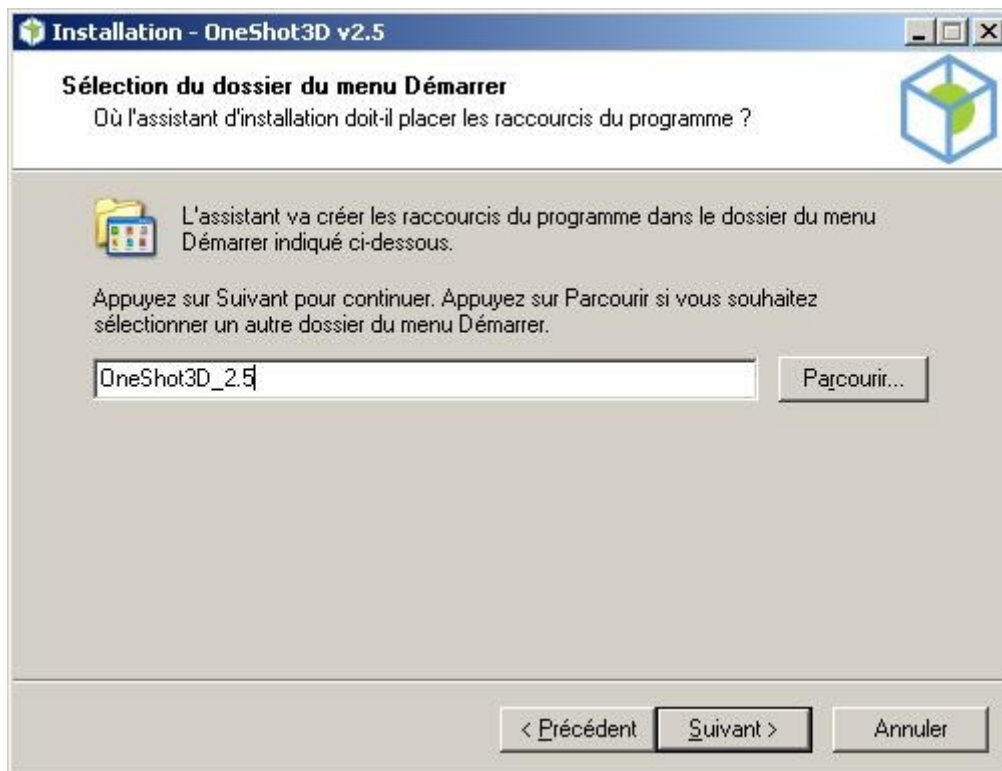 Installation - OneShot3D v2.5
Sélection du dossier du menu Démarrer
Où l'assistant d'installation doit-il placer les raccourcis du programme ?
L'assistant va créer les raccourcis du programme dans le dossier du menu
Démarrer indiqué ci-dessous.
Appuyez sur Suivant pour continuer. Appuyez sur Parcourir si vous souhaitez
sélectionner un autre dossier du menu Démarrer.
OneShot3D_2.5
Parcourir...
< Précédent
Suivant >
Annuler